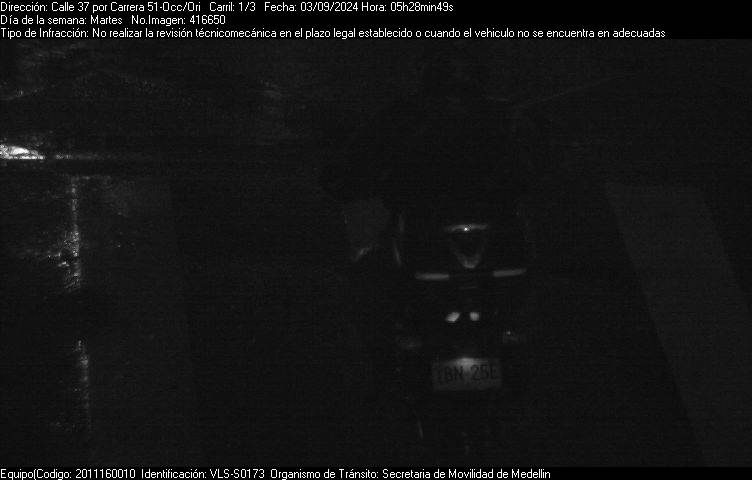 Dirección: Calle 37 por Carrera 51-Occ/Ori Carril: 1/3 Fecha: 03/09/2024 Hora: 05h28min49s
Día de la semana: Martes No.Imagen: 416650
Tipo de Infracción: No realizar la revisión técnicomecánica en el plazo legal establecido o cuando el vehiculo no se encuentra en adecuadas
Equipo(Codigo: 2011160010 Identificación: VLS-S0173 Organismo de Tránsito: Secretaria de Movilidad de Medellin